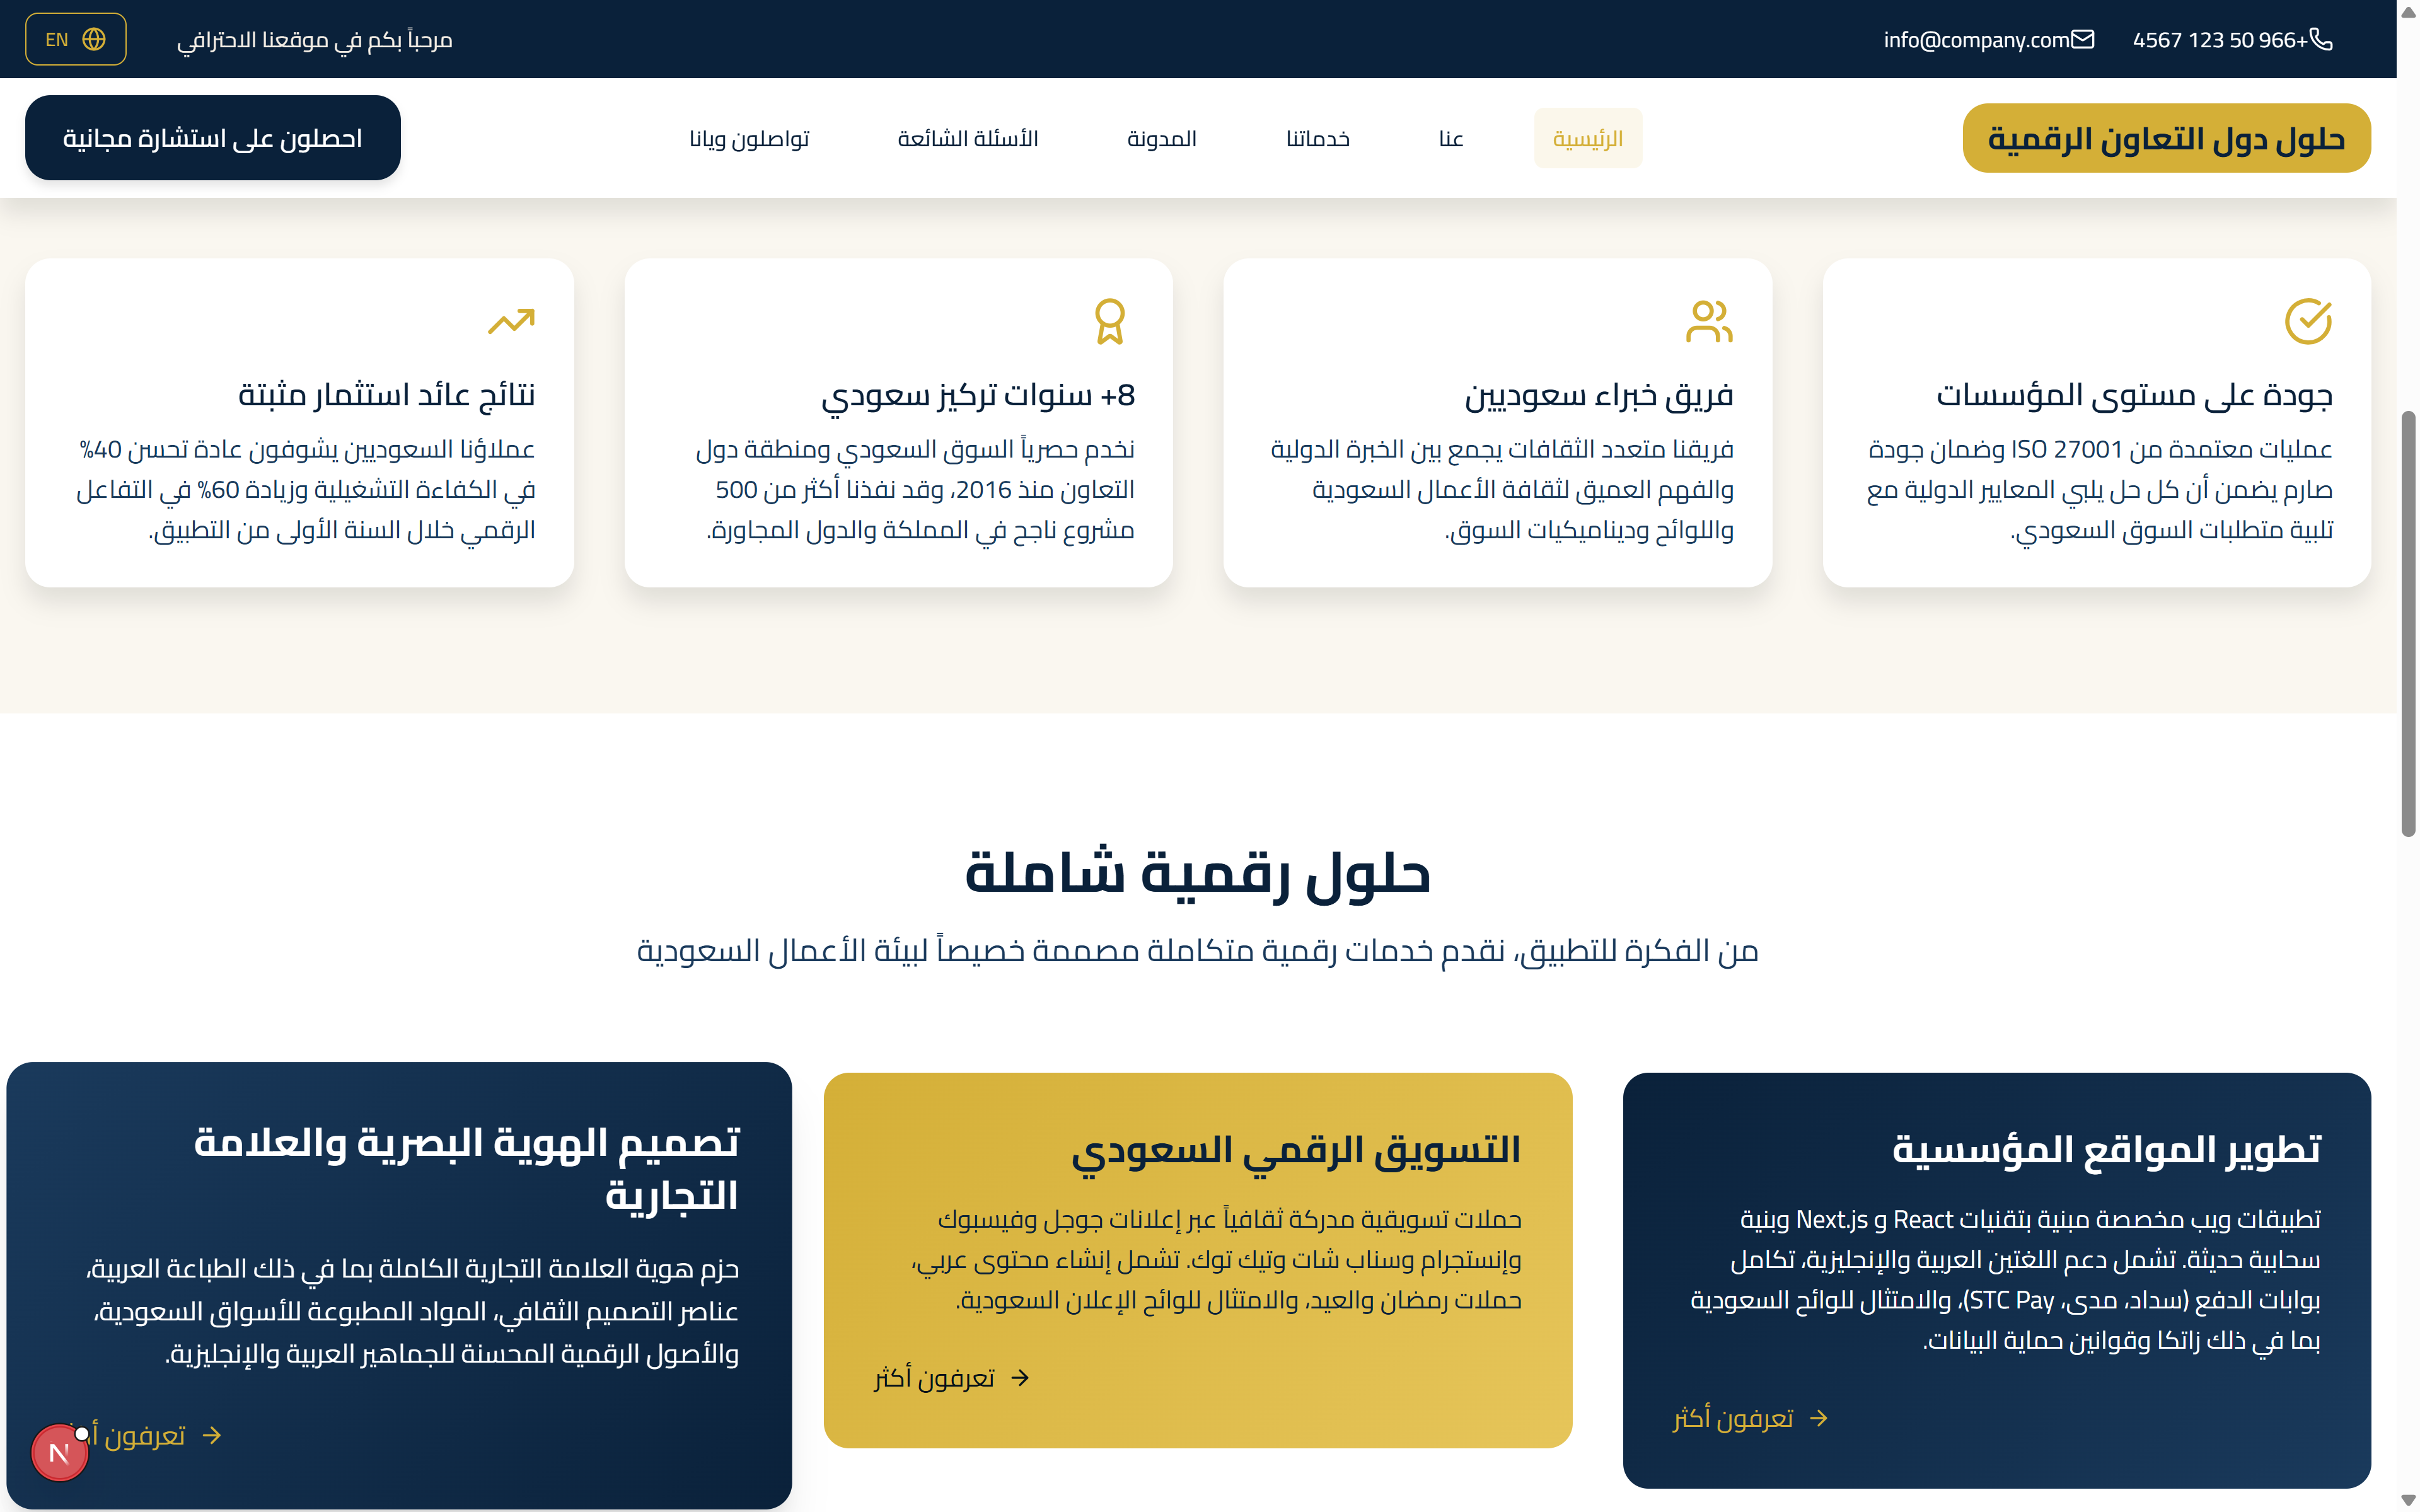 +966 50 123 4567
info@company.com
مرحباً بكم في موقعنا الاحترافي
EN
حلول دول التعاون الرقمية
الرئيسية
عنا
خدماتنا
المدونة
الأسئلة الشائعة
تواصلون ويانا
احصلون على استشارة مجانية
جودة على مستوى المؤسسات
عمليات معتمدة من ISO 27001 وضمان جودة
صارم يضمن أن كل حل يلبي المعايير الدولية مع
تلبية متطلبات السوق السعودي.
فريق خبراء سعوديين
فريقنا متعدد الثقافات يجمع بين الخبرة الدولية
والفهم العميق لثقافة الأعمال السعودية
واللوائح وديناميكيات السوق.
8+ سنوات تركيز سعودي
نخدم حصرياً السوق السعودي ومنطقة دول
التعاون منذ 2016، وقد نفذنا أكثر من 500
مشروع ناجح في المملكة والدول المجاورة.
نتائج عائد استثمار مثبتة
عملاؤنا السعوديين يشوفون عادة تحسن 40%
في الكفاءة التشغيلية وزيادة 60% في التفاعل
الرقمي خلال السنة الأولى من التطبيق.
حلول رقمية شاملة
من الفكرة للتطبيق، نقدم خدمات رقمية متكاملة مصممة خصيصاً لبيئة الأعمال السعودية
تطوير المواقع المؤسسية
تطبيقات ويب مخصصة مبنية بتقنيات React و Next.js وبنية
سحابية حديثة. تشمل دعم اللغتين العربية والإنجليزية، تكامل
بوابات الدفع (سداد، مدى، STC Pay)، والامتثال للوائح السعودية
بما في ذلك زاتكا وقوانين حماية البيانات.
تعرفون أكثر
التسويق الرقمي السعودي
حملات تسويقية مدركة ثقافياً عبر إعلانات جوجل وفيسبوك
وإنستجرام وسناب شات وتيك توك. تشمل إنشاء محتوى عربي،
حملات رمضان والعيد، والامتثال للوائح الإعلان السعودية.
تعرفون أكثر
تصميم الهوية البصرية والعلامة
التجارية
حزم هوية العلامة التجارية الكاملة بما في ذلك الطباعة العربية،
عناصر التصميم الثقافي، المواد المطبوعة للأسواق السعودية،
والأصول الرقمية المحسنة للجماهير العربية والإنجليزية.
تعرفون
N